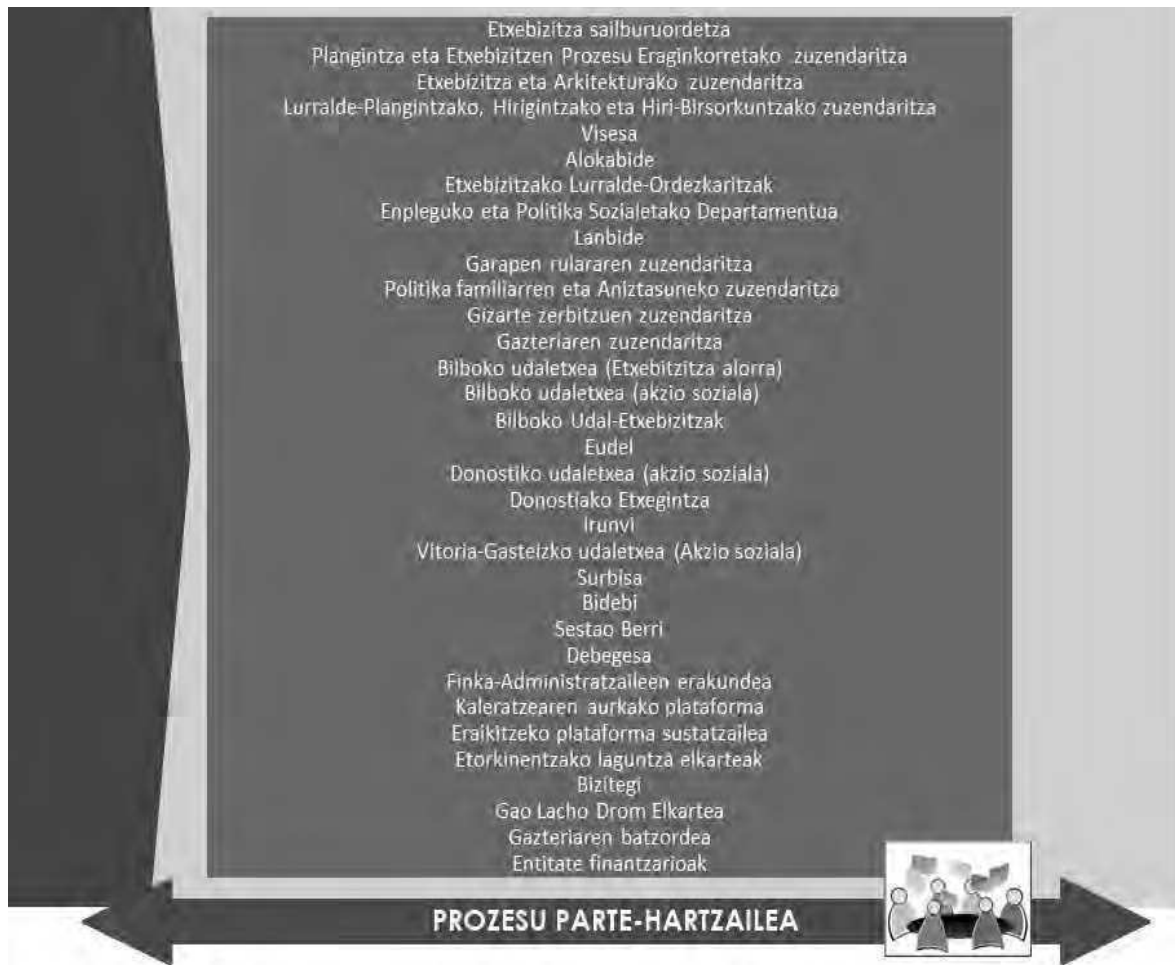 Etxebizitza sailburuordetza
Plangintza eta Etxebizitzen Prozesu Eraginkorretako zuzendaritza
Etxebizitza eta Arkitekturako zuzendaritza
Lurralde-Plangintzako, Hirigintzako eta Hiri-Birsorkuntzako zuzendaritza
Visesa
Alokabide
Etxebizitzako Lurralde-Ordezkaritzak
Enpleguko eta Politika Sozialetako Departamentua
Lanbide
Garapen rulararen zuzendaritza
Politika familiarren eta Aniztasuneko zuzendaritza
Gizarte zerbitzuen zuzendaritza
Gazteriaren zuzendaritza
Bilboko udaletxea (Etxebitzitza alorra)
Bilboko udaletxea (akzio soziala)
Bilboko Udal-Etxebizitzak
Eudel
Donostiko udaletxea (akzio soziala)
Donostiako Etxegintza
Irunvi
Vitoria-Gasteizko udaletxea (Akzio soziala)
Surbisa
Bidebi
Sestao Berri
Debegesa
Finka-Administratzaileen erakundea
Kaleratzearen aurkako plataforma
Eraikitzeko plataforma sustatzailea
Etorkinentzako laguntza elkarteak
Bizitegi
Gao Lacho Drom Elkartea
Gazteriaren batzordea
Entitate finantzarioak
PROZESU PARTE-HARTZAILEA